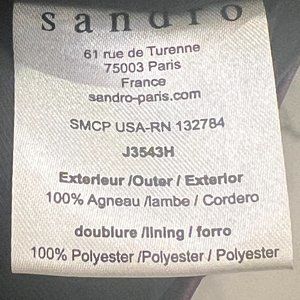 sandro
61 rue de Turenne
75003 Paris
France
sandro-paris.com
SMCP USA-RN 132784
J3543H
Exterieur /Outer / Exterior
100% Agneau /lambe / Cordero
doublure /lining / forro
100% Polyester /Polyester / Polyester